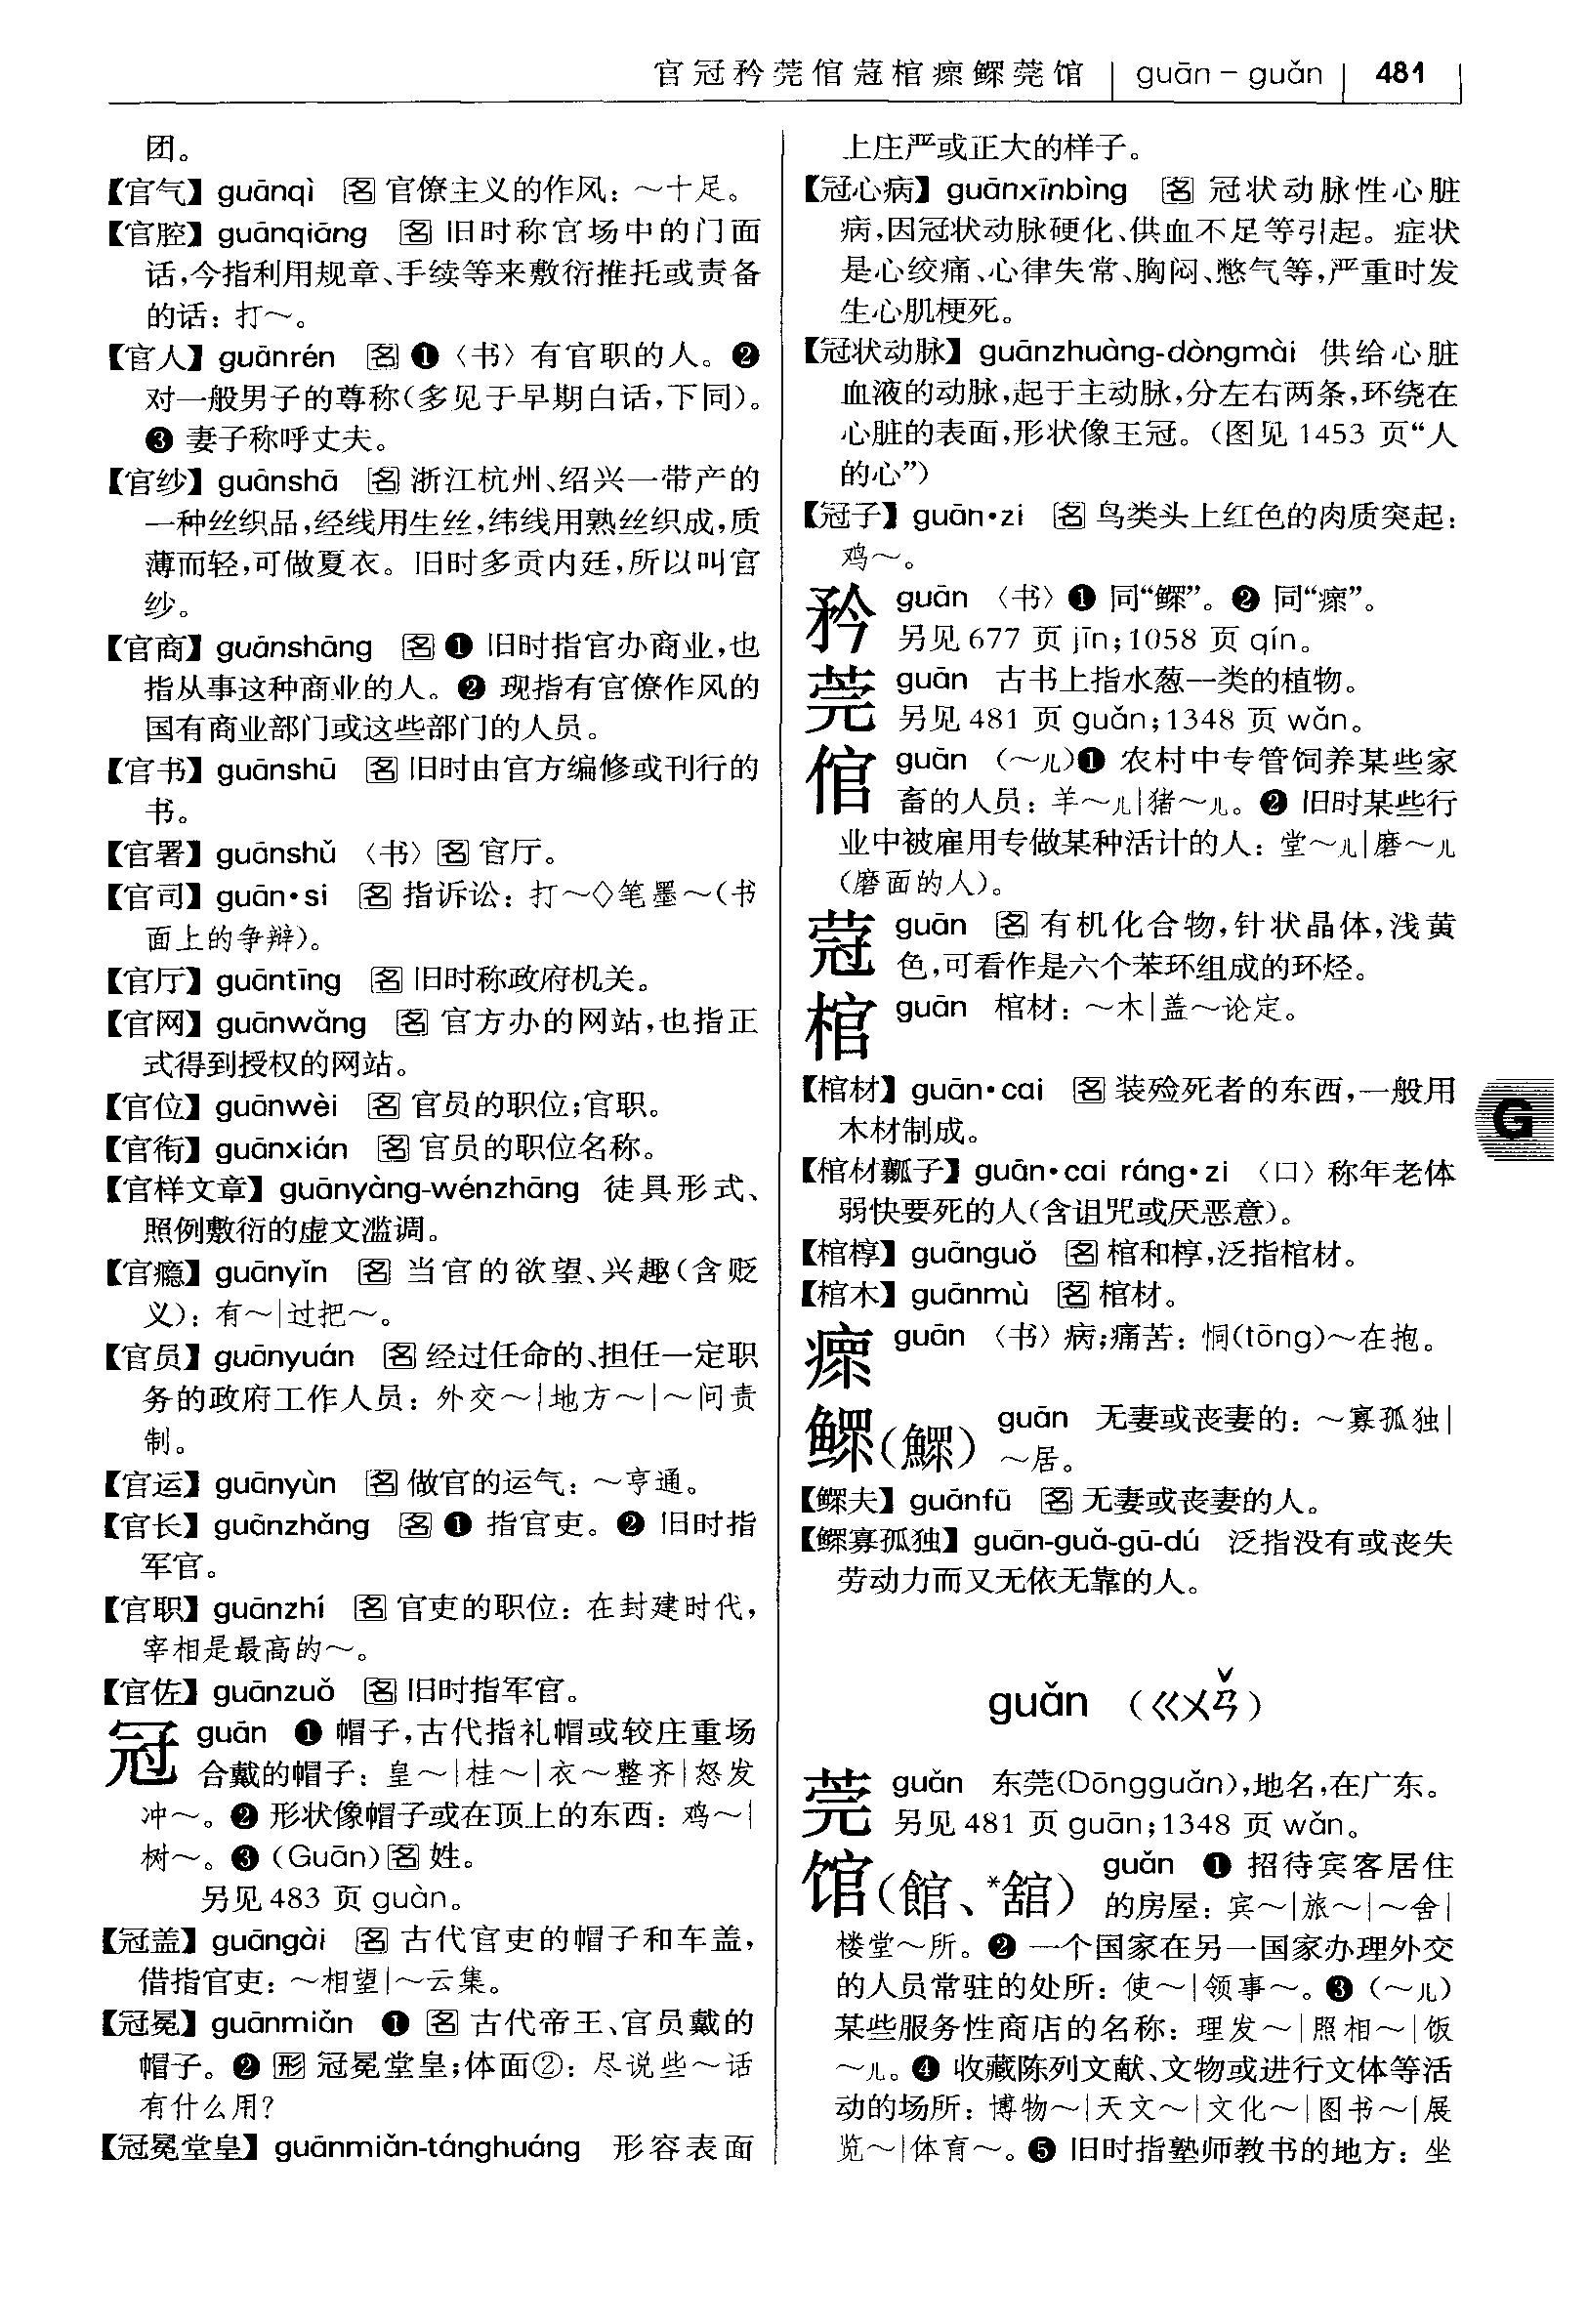 官冠矜莞倌蒄棺瘝鳏莞馆 | guān – guǎn | 481
团。
【官气】guānqì 名 官僚主义的作风：～十足。
【官腔】guānqiāng 名 旧时称官场中的门面
话，今指利用规章、手续等来敷衍推托或责备
的话：打～。
【官人】guānrén 名 ❶〈书〉有官职的人。❷
对一般男子的尊称（多见于早期白话，下同）。
❸ 妻子称呼丈夫。
【官纱】guānshā 名 浙江杭州、绍兴一带产的
一种丝织品，经线用生丝，纬线用熟丝织成，质
薄而轻，可做夏衣。旧时多贡内廷，所以叫官
纱。
【官商】guānshāng 名 ❶ 旧时指官办商业，也
指从事这种商业的人。❷ 现指有官僚作风的
国有商业部门或这些部门的人员。
【官书】guānshū 名 旧时由官方编修或刊行的
书。
【官署】guānshǔ 〈书〉名 官厅。
【官司】guān·si 名 指诉讼：打～◇笔墨～（书
面上的争辩）。
【官厅】guāntīng 名 旧时称政府机关。
【官网】guānwǎng 名 官方办的网站，也指正
式得到授权的网站。
【官位】guānwèi 名 官员的职位；官职。
【官衔】guānxián 名 官员的职位名称。
【官样文章】guānyàng-wénzhāng 徒具形式、
照例敷衍的虚文滥调。
【官瘾】guānyǐn 名 当官的欲望、兴趣（含贬
义）：有～|过把～。
【官员】guānyuán 名 经过任命的、担任一定职
务的政府工作人员：外交～|地方～|～问责
制。
【官运】guānyùn 名 做官的运气：～亨通。
【官长】guānzhǎng 名 ❶ 指官吏。❷ 旧时指
军官。
【官职】guānzhí 名 官吏的职位：在封建时代，
宰相是最高的～。
【官佐】guānzuǒ 名 旧时指军官。
冠 guān ❶ 帽子，古代指礼帽或较庄重场
合戴的帽子：皇～|桂～|衣～整齐|怒发
冲～。❷ 形状像帽子或在顶上的东西：鸡～|
树～。❸（Guān）名 姓。
另见 483 页 guàn。
【冠盖】guāngài 名 古代官吏的帽子和车盖，
借指官吏：～相望|～云集。
【冠冕】guānmiǎn ❶ 名 古代帝王、官员戴的
帽子。❷ 形 冠冕堂皇；体面②：尽说些～话
有什么用？
【冠冕堂皇】guānmiǎn-tánghuáng 形容表面
上庄严或正大的样子。
【冠心病】guānxīnbìng 名 冠状动脉性心脏
病，因冠状动脉硬化、供血不足等引起。症状
是心绞痛、心律失常、胸闷、憋气等，严重时发
生心肌梗死。
【冠状动脉】guānzhuàng-dòngmài 供给心脏
血液的动脉，起于主动脉，分左右两条，环绕在
心脏的表面，形状像王冠。（图见 1453 页“人
的心”）
【冠子】guān·zi 名 鸟类头上红色的肉质突起：
鸡～。
矜 guān 〈书〉❶ 同“鳏”。❷ 同“瘝”。
另见 677 页 jīn；1058 页 qín。
莞 guān 古书上指水葱一类的植物。
另见 481 页 guǎn；1348 页 wǎn。
倌 guān （～儿）❶ 农村中专管饲养某些家
畜的人员：羊～儿|猪～儿。❷ 旧时某些行
业中被雇用专做某种活计的人：堂～儿|磨～儿
（磨面的人）。
蒄 guān 名 有机化合物，针状晶体，浅黄
色，可看作是六个苯环组成的环烃。
棺 guān 棺材：～木|盖～论定。
【棺材】guān·cai 名 装殓死者的东西，一般用
木材制成。
【棺材瓤子】guān·cai ráng·zi 〈口〉称年老体
弱快要死的人（含诅咒或厌恶意）。
【棺椁】guānguǒ 名 棺和椁，泛指棺材。
【棺木】guānmù 名 棺材。
瘝 guān 〈书〉病；痛苦：恫(tōng)～在抱。
鳏（鰥） guān 无妻或丧妻的：～寡孤独|
～居。
【鳏夫】guānfū 名 无妻或丧妻的人。
【鳏寡孤独】guān-guǎ-gū-dú 泛指没有或丧失
劳动力而又无依无靠的人。
guǎn （ㄍㄨㄢˇ）
莞 guǎn 东莞(Dōngguǎn)，地名，在广东。
另见 481 页 guān；1348 页 wǎn。
馆（館、*舘） guǎn ❶ 招待宾客居住
的房屋：宾～|旅～|～舍|
楼堂～所。❷ 一个国家在另一国家办理外交
的人员常驻的处所：使～|领事～。❸（～儿）
某些服务性商店的名称：理发～|照相～|饭
～儿。❹ 收藏陈列文献、文物或进行文体等活
动的场所：博物～|天文～|文化～|图书～|展
览～|体育～。❺ 旧时指塾师教书的地方：坐
G